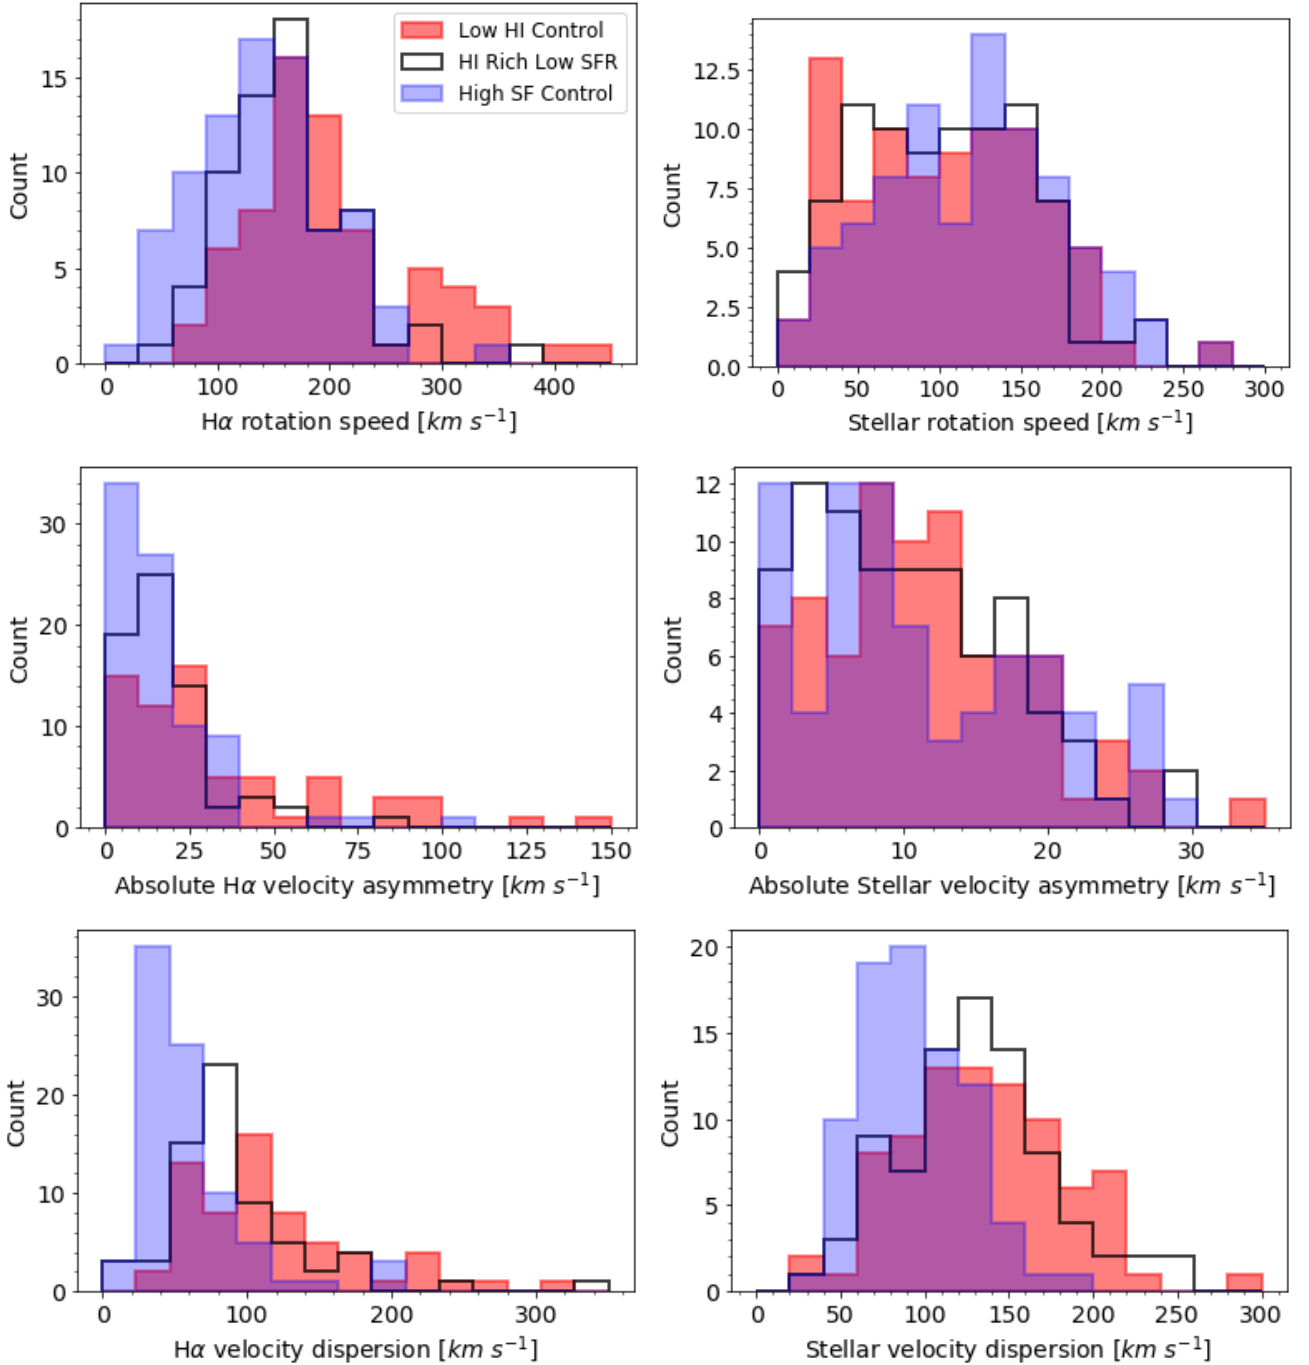 Low HI Control
HI Rich Low SFR
High SF Control
Count
15
10
5
0
0 100 200 300 400
Hα rotation speed [km s⁻¹]
Count
12.5
10.0
7.5
5.0
2.5
0.0
0 50 100 150 200 250 300
Stellar rotation speed [km s⁻¹]
Count
30
20
10
0
0 25 50 75 100 125 150
Absolute Hα velocity asymmetry [km s⁻¹]
Count
12
10
8
6
4
2
0
0 10 20 30
Absolute Stellar velocity asymmetry [km s⁻¹]
Count
30
20
10
0
0 100 200 300
Hα velocity dispersion [km s⁻¹]
Count
20
15
10
5
0
0 50 100 150 200 250 300
Stellar velocity dispersion [km s⁻¹]